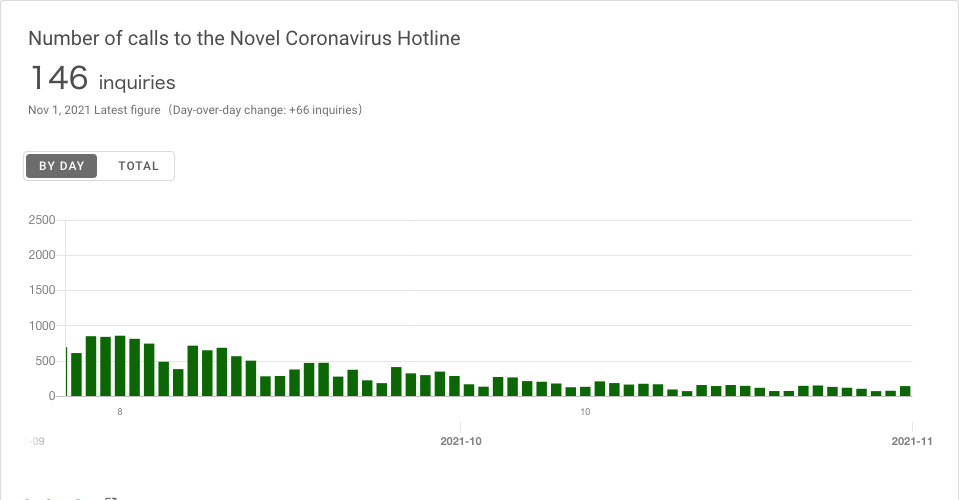 Number of calls to the Novel Coronavirus Hotline
146 inquiries
Nov 1, 2021 Latest figure (Day-over-day change: +66 inquiries)
BY DAY TOTAL
2500
2000
1500
1000
500
0
8 10
-09 2021-10 2021-11